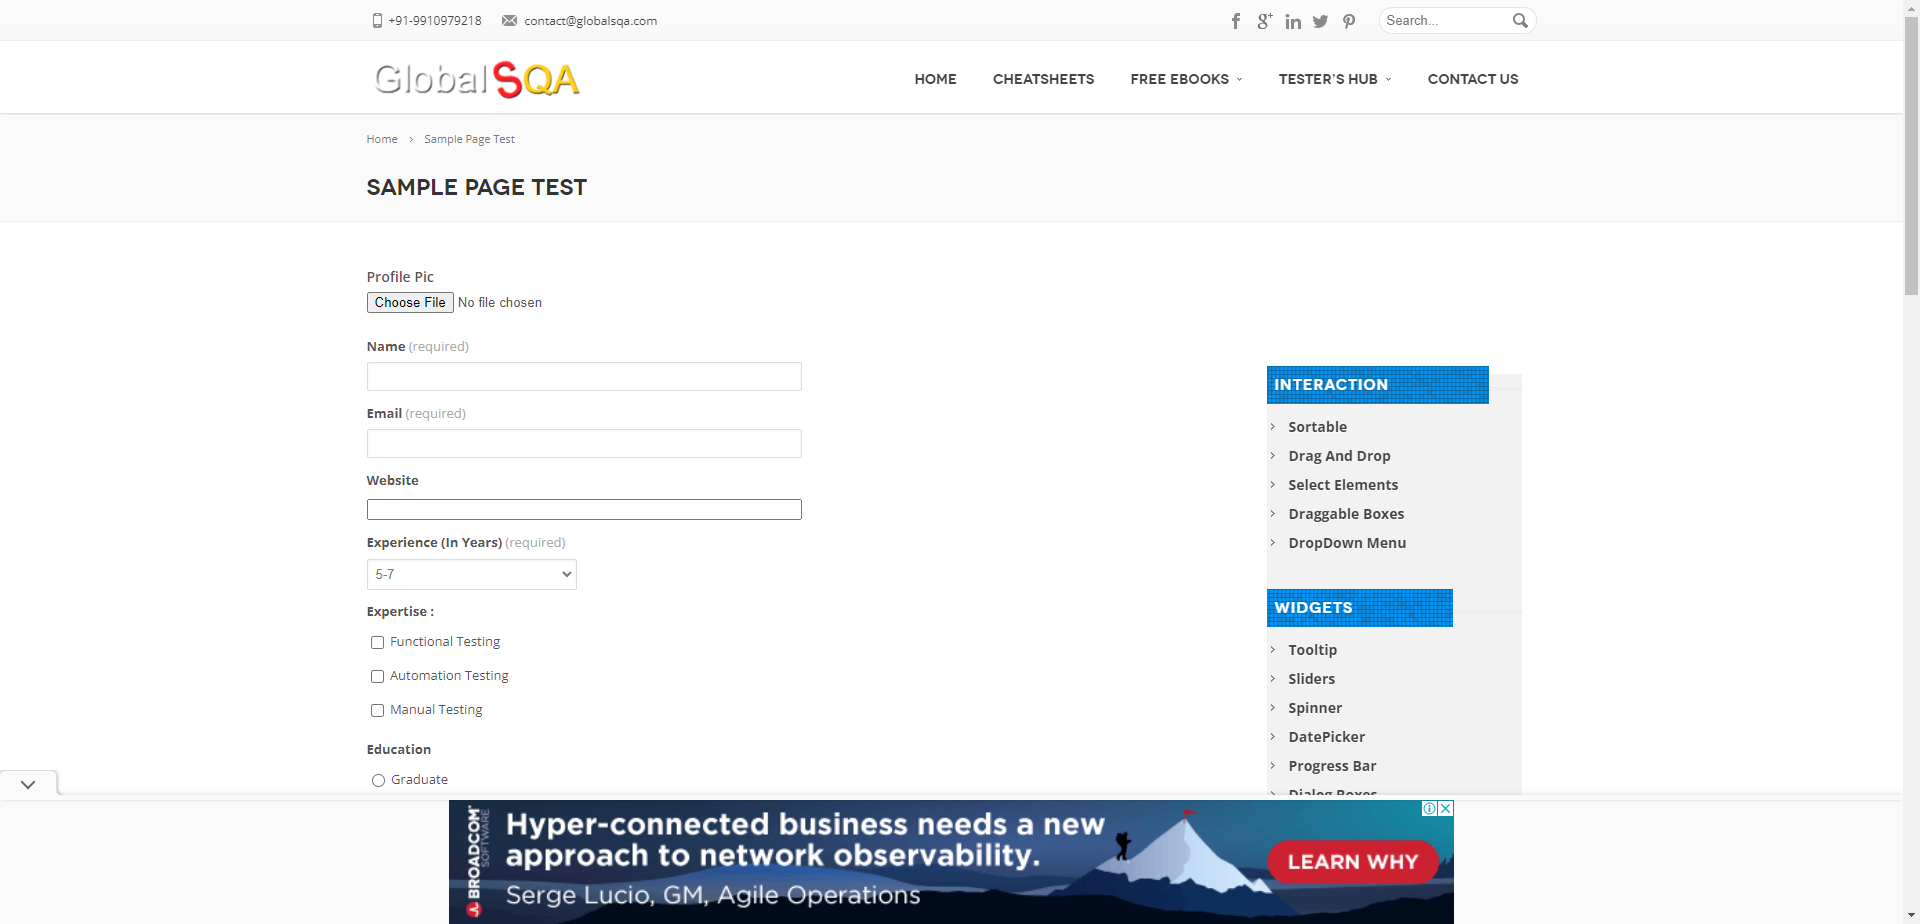 +91-9910979218 contact@globalsqa.com
Search...
GlobalSQA
HOME CHEATSHEETS FREE EBOOKS TESTER'S HUB CONTACT US
Home > Sample Page Test
SAMPLE PAGE TEST
Profile Pic
Choose File No file chosen
Name (required)
Email (required)
Website
Experience (In Years) (required)
5-7
Expertise :
Functional Testing
Automation Testing
Manual Testing
Education
Graduate
INTERACTION
Sortable
Drag And Drop
Select Elements
Draggable Boxes
DropDown Menu
WIDGETS
Tooltip
Sliders
Spinner
DatePicker
Progress Bar
Dialog Boxes
BROADCOM
SOFTWARE
Hyper-connected business needs a new
approach to network observability.
Serge Lucio, GM, Agile Operations
LEARN WHY